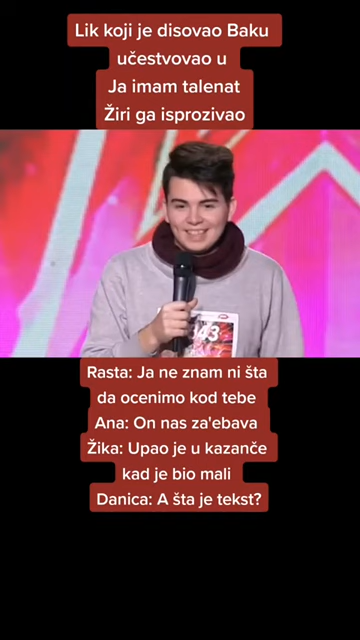 Lik koji je disovao Baku
učestvovao u
Ja imam talenat
Žiri ga isprozivao
143
Rasta: Ja ne znam ni šta
da ocenimo kod tebe
Ana: On nas za'ebava
Žika: Upao je u kazanče
kad je bio mali
Danica: A šta je tekst?